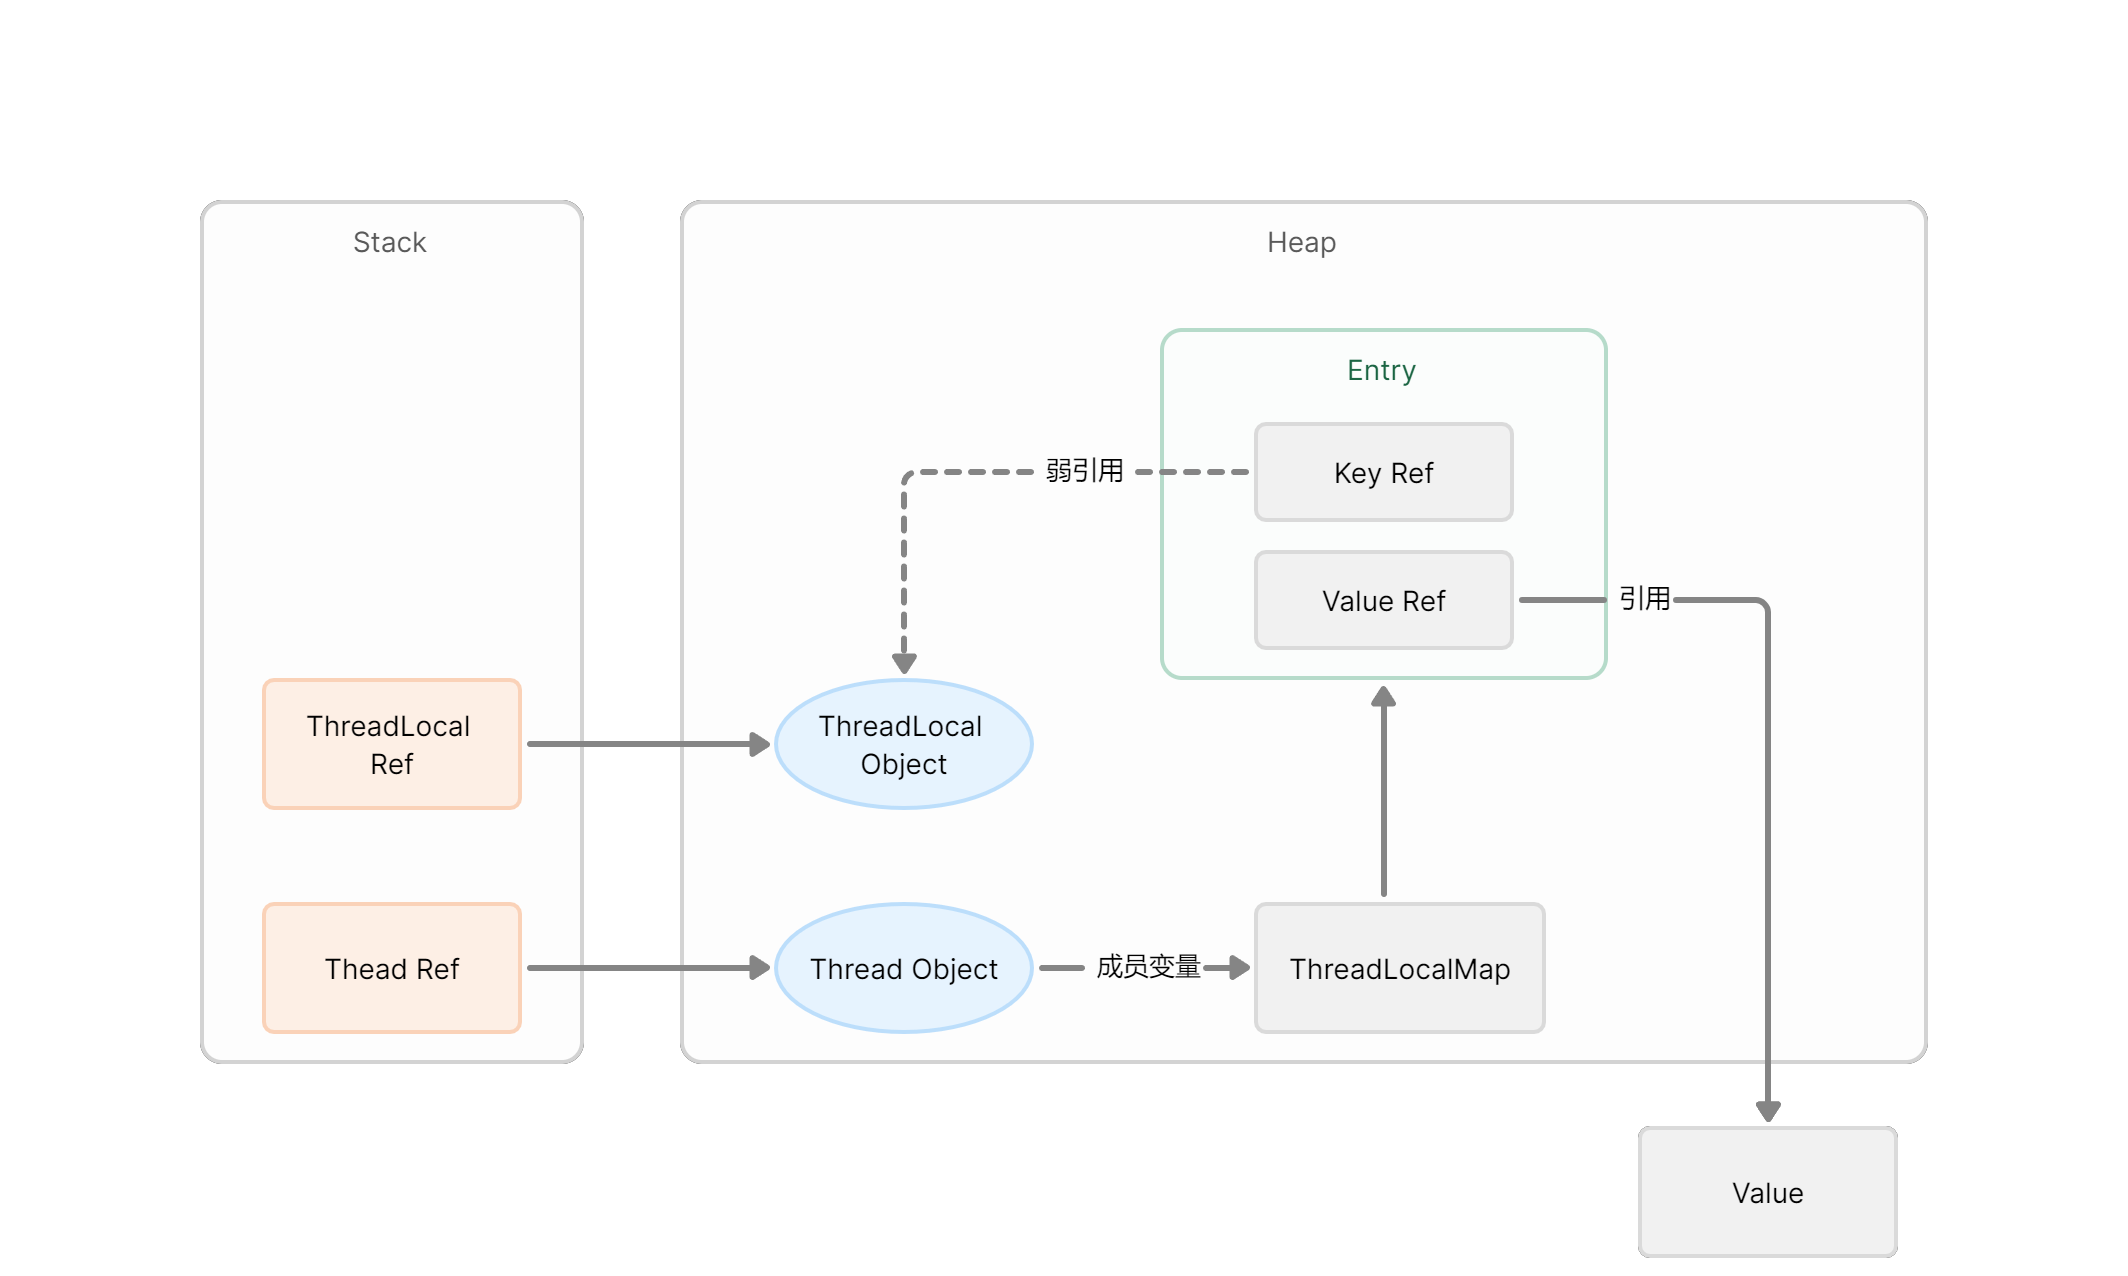 Stack
Heap
Entry
弱引用
Key Ref
Value Ref
引用
ThreadLocal
Ref
ThreadLocal
Object
Thead Ref
Thread Object
成员变量
ThreadLocalMap
Value